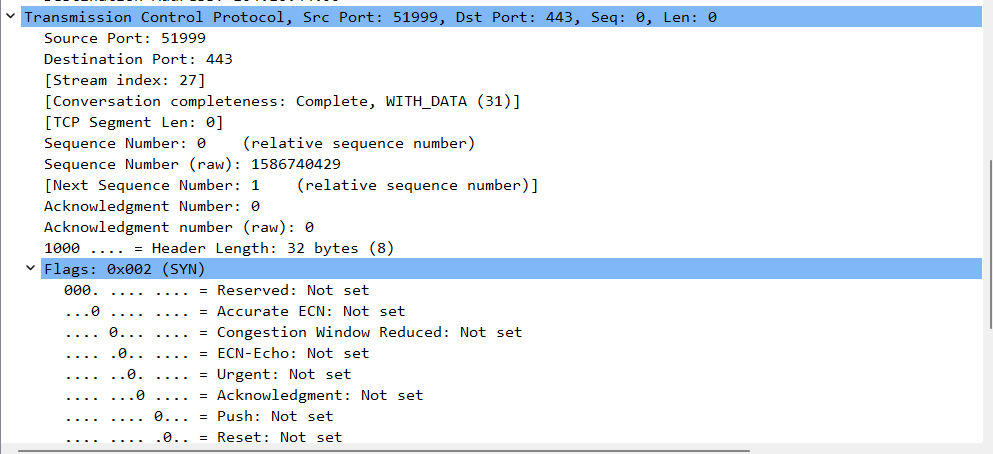 Transmission Control Protocol, Src Port: 51999, Dst Port: 443, Seq: 0, Len: 0
Source Port: 51999
Destination Port: 443
[Stream index: 27]
[Conversation completeness: Complete, WITH_DATA (31)]
[TCP Segment Len: 0]
Sequence Number: 0    (relative sequence number)
Sequence Number (raw): 1586740429
[Next Sequence Number: 1    (relative sequence number)]
Acknowledgment Number: 0
Acknowledgment number (raw): 0
1000 .... = Header Length: 32 bytes (8)
Flags: 0x002 (SYN)
000. .... .... = Reserved: Not set
...0 .... .... = Accurate ECN: Not set
.... 0... .... = Congestion Window Reduced: Not set
.... .0.. .... = ECN-Echo: Not set
.... ..0. .... = Urgent: Not set
.... ...0 .... = Acknowledgment: Not set
.... .... 0... = Push: Not set
.... .... .0.. = Reset: Not set